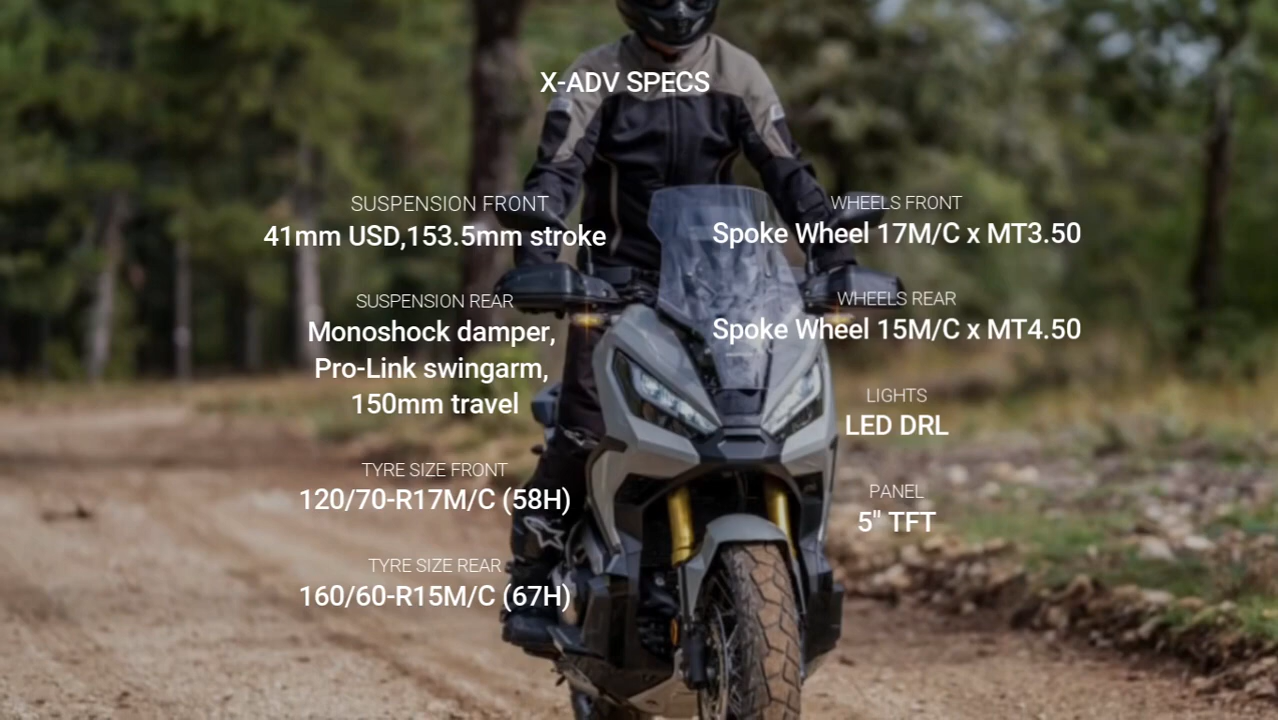 X-ADV SPECS
SUSPENSION FRONT
41mm USD,153.5mm stroke
SUSPENSION REAR
Monoshock damper,
Pro-Link swingarm,
150mm travel
TYRE SIZE FRONT
120/70-R17M/C (58H)
TYRE SIZE REAR
160/60-R15M/C (67H)
WHEELS FRONT
Spoke Wheel 17M/C x MT3.50
WHEELS REAR
Spoke Wheel 15M/C x MT4.50
LIGHTS
LED DRL
PANEL
5" TFT